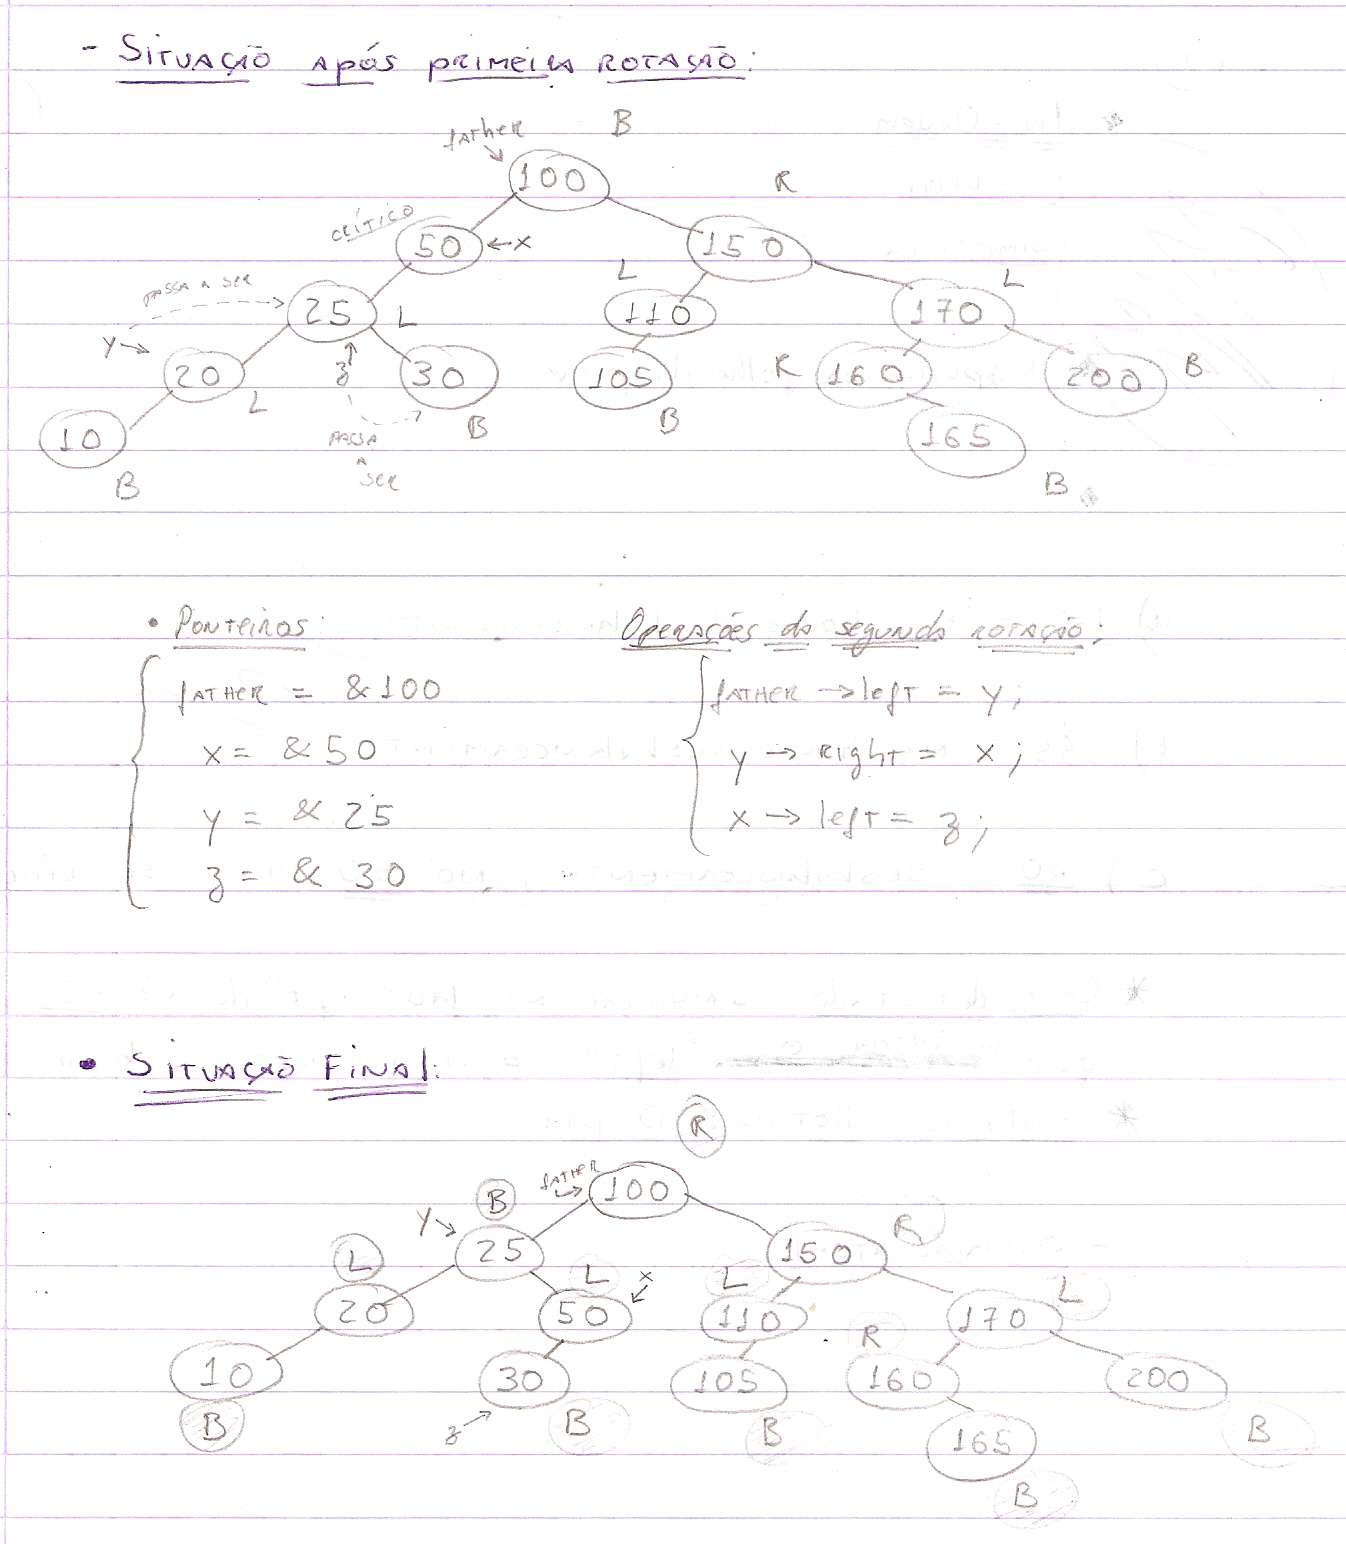 - Situação após primeira rotação:
father B
100 R
crítico
50 ←x 150
L L
passa a ser
25 L 110 170
y→
20 z 30 105 R 160 200 B
L
10 passa B B 165
a
B ser B
• Ponteiros: Operações da segunda rotação:
father = &100 father → left = y;
x = & 50 y → right = x;
y = & 25 x → left = z;
z = & 30
• Situação Final:
R
father
B 100
y
25 150 R
L L x L L
20 50 110 170
R
10 30 105 160 200
B z B B 165 B
B